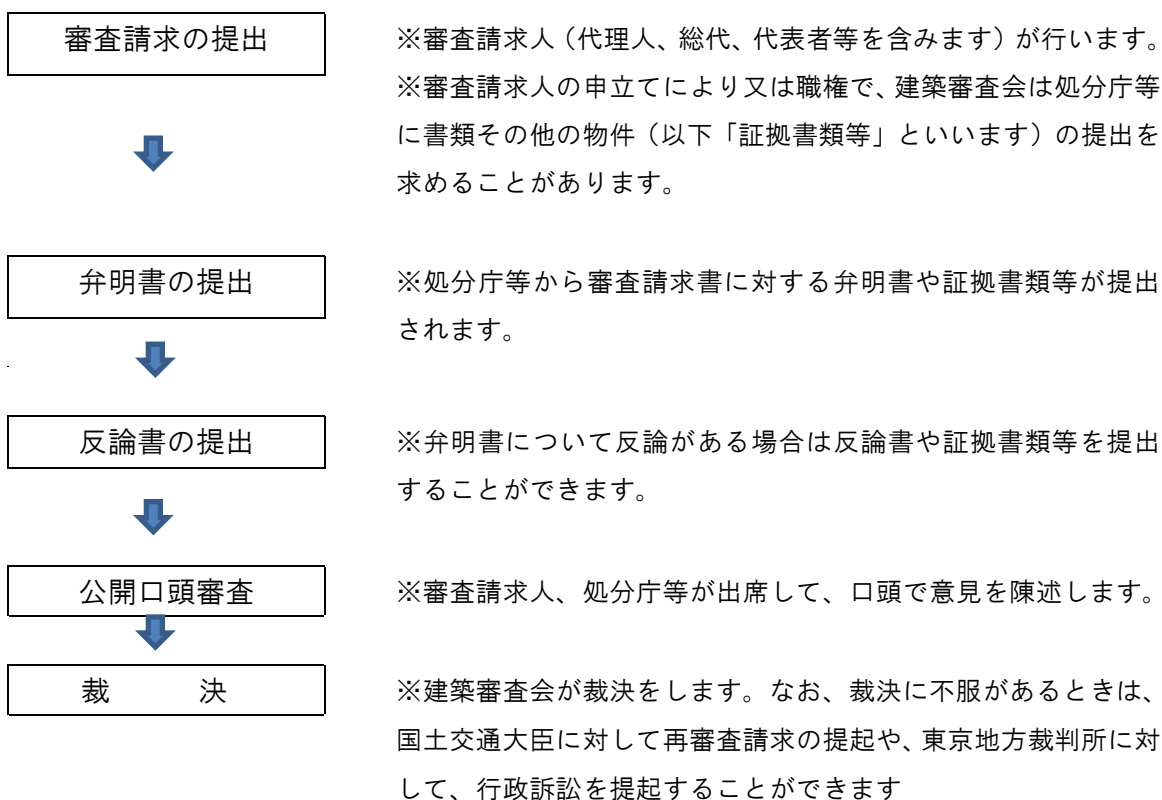 審査請求の提出
※審査請求人（代理人、総代、代表者等を含みます）が行います。
※審査請求人の申立てにより又は職権で、建築審査会は処分庁等
に書類その他の物件（以下「証拠書類等」といいます）の提出を
求めることがあります。
弁明書の提出
※処分庁等から審査請求書に対する弁明書や証拠書類等が提出
されます。
反論書の提出
※弁明書について反論がある場合は反論書や証拠書類等を提出
することができます。
公開口頭審査
※審査請求人、処分庁等が出席して、口頭で意見を陳述します。
裁　　　決
※建築審査会が裁決をします。なお、裁決に不服があるときは、
国土交通大臣に対して再審査請求の提起や、東京地方裁判所に対
して、行政訴訟を提起することができます